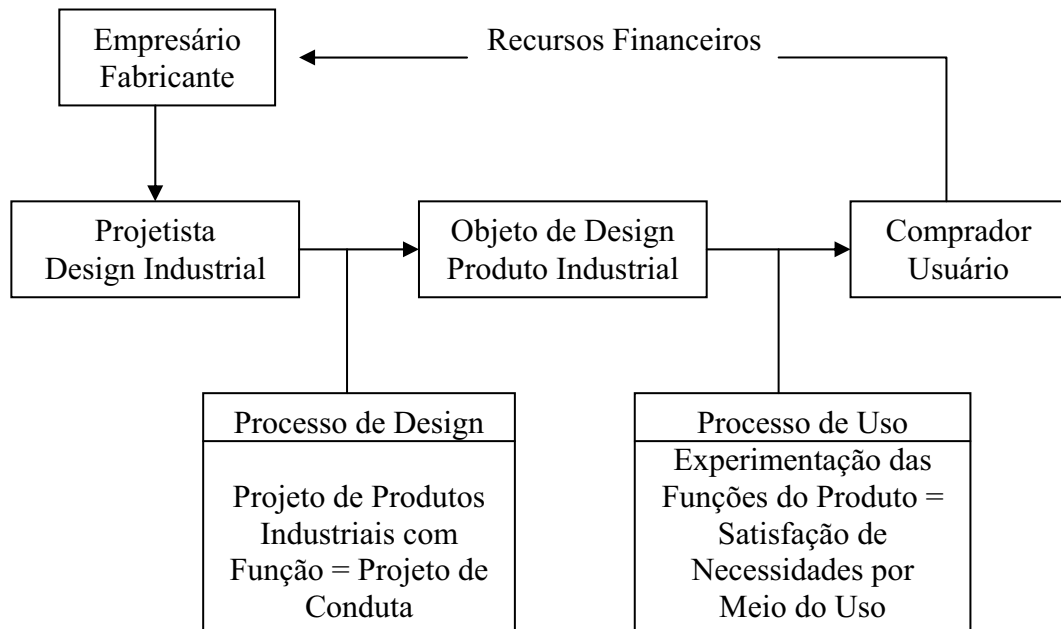 Empresário
Fabricante
Recursos Financeiros
Projetista
Design Industrial
Objeto de Design
Produto Industrial
Comprador
Usuário
Processo de Design
Projeto de Produtos
Industriais com
Função = Projeto de
Conduta
Processo de Uso
Experimentação das
Funções do Produto =
Satisfação de
Necessidades por
Meio do Uso